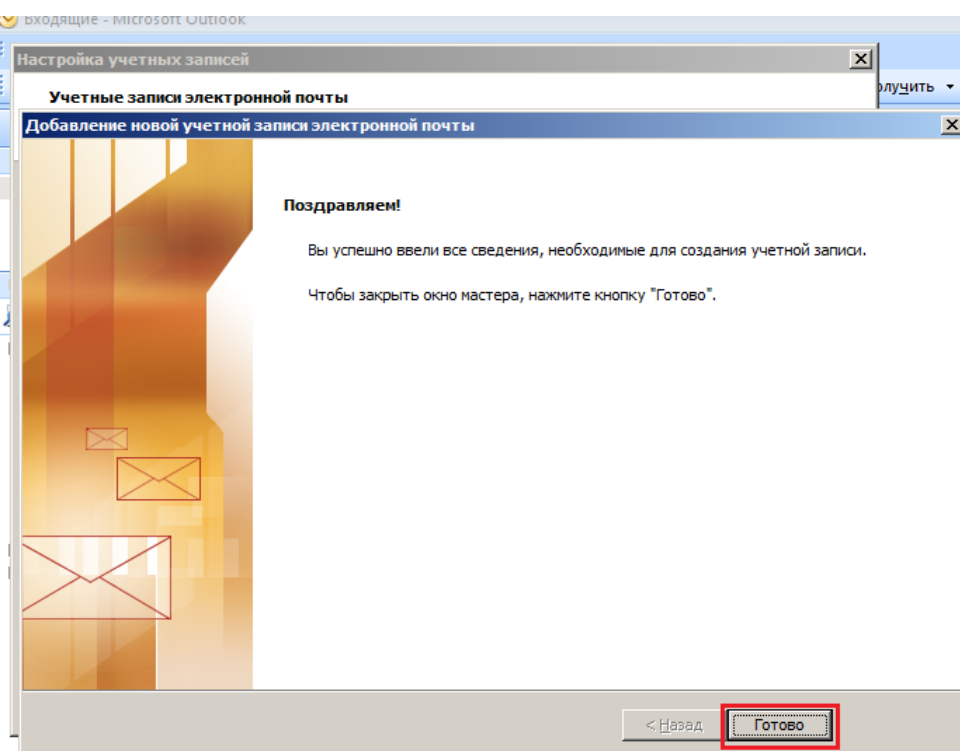 Входящие - Microsoft Outlook
Настройка учетных записей
Учетные записи электронной почты
Добавление новой учетной записи электронной почты
Поздравляем!
Вы успешно ввели все сведения, необходимые для создания учетной записи.
Чтобы закрыть окно мастера, нажмите кнопку "Готово".
< Назад
Готово